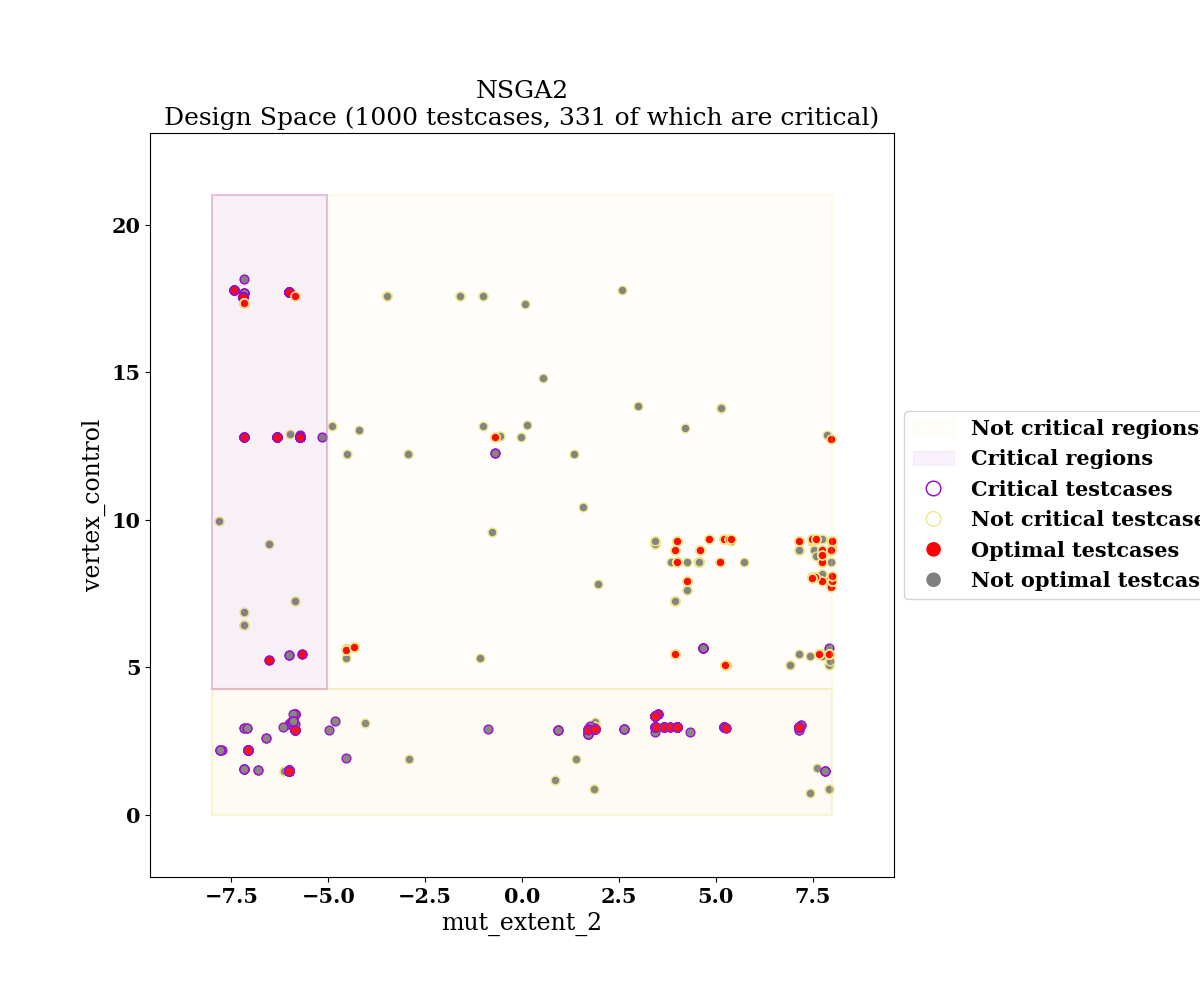 NSGA2
Design Space (1000 testcases, 331 of which are critical)
20
15
10
5
0
vertex_control
−7.5 −5.0 −2.5 0.0 2.5 5.0 7.5
mut_extent_2
Not critical regions
Critical regions
Critical testcases
Not critical testcase
Optimal testcases
Not optimal testcas